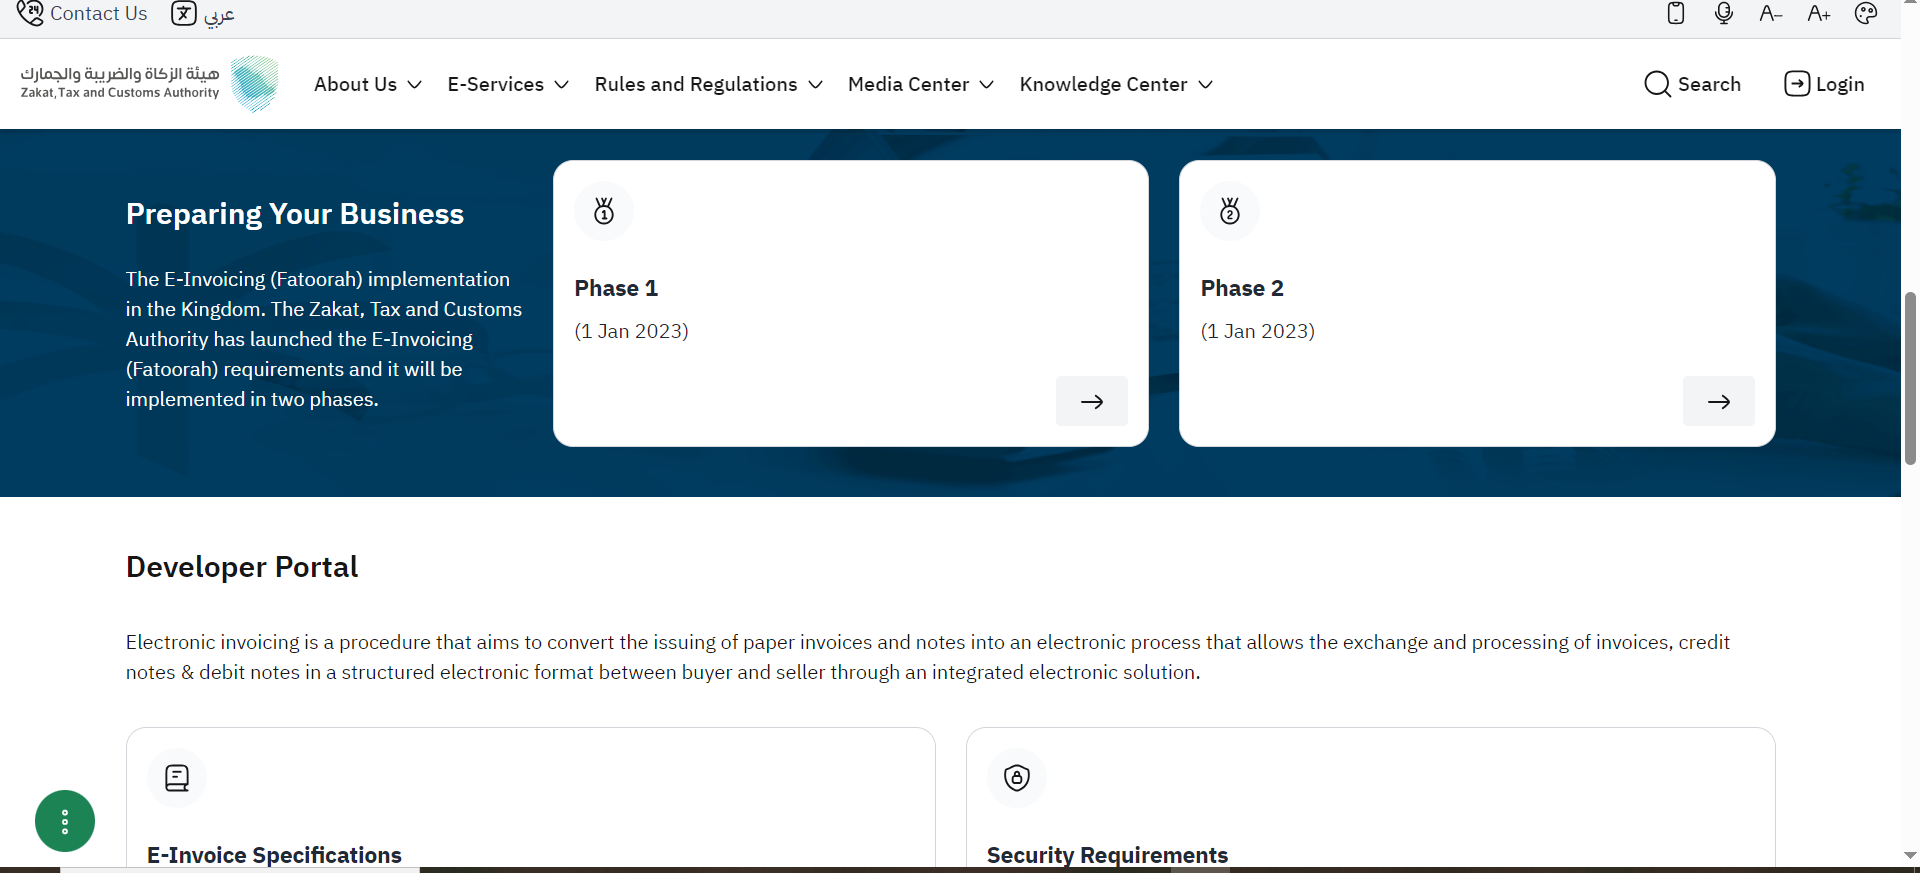 Contact Us
عربي
A-
A+
هيئة الزكاة والضريبة والجمارك
Zakat, Tax and Customs Authority
About Us
E-Services
Rules and Regulations
Media Center
Knowledge Center
Search
Login
Preparing Your Business
The E-Invoicing (Fatoorah) implementation
in the Kingdom. The Zakat, Tax and Customs
Authority has launched the E-Invoicing
(Fatoorah) requirements and it will be
implemented in two phases.
1
Phase 1
(1 Jan 2023)
2
Phase 2
(1 Jan 2023)
Developer Portal
Electronic invoicing is a procedure that aims to convert the issuing of paper invoices and notes into an electronic process that allows the exchange and processing of invoices, credit
notes & debit notes in a structured electronic format between buyer and seller through an integrated electronic solution.
E-Invoice Specifications
Security Requirements